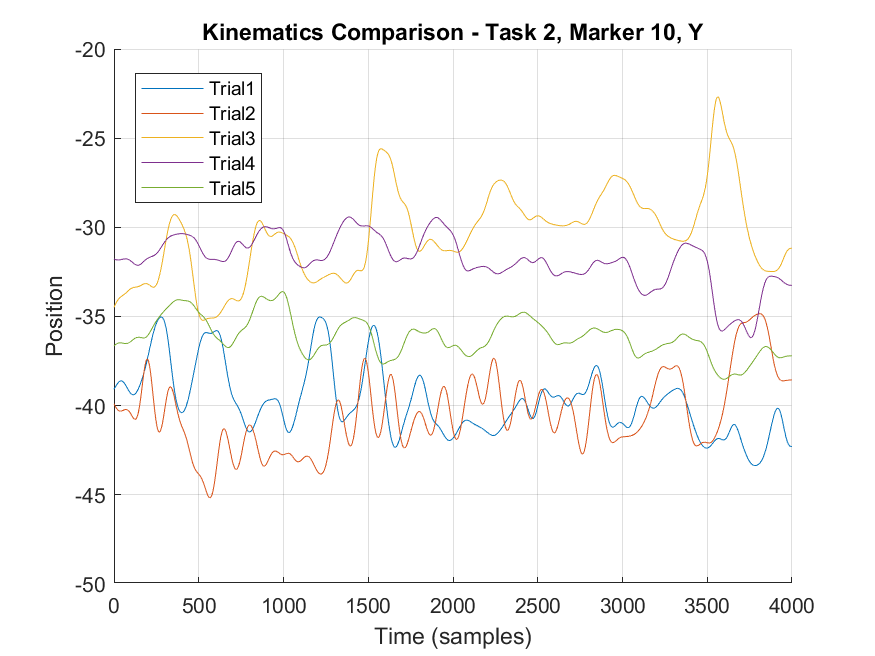 Kinematics Comparison - Task 2, Marker 10, Y
-20
-25
-30
-35
-40
-45
-50
Position
Trial1
Trial2
Trial3
Trial4
Trial5
0 500 1000 1500 2000 2500 3000 3500 4000
Time (samples)